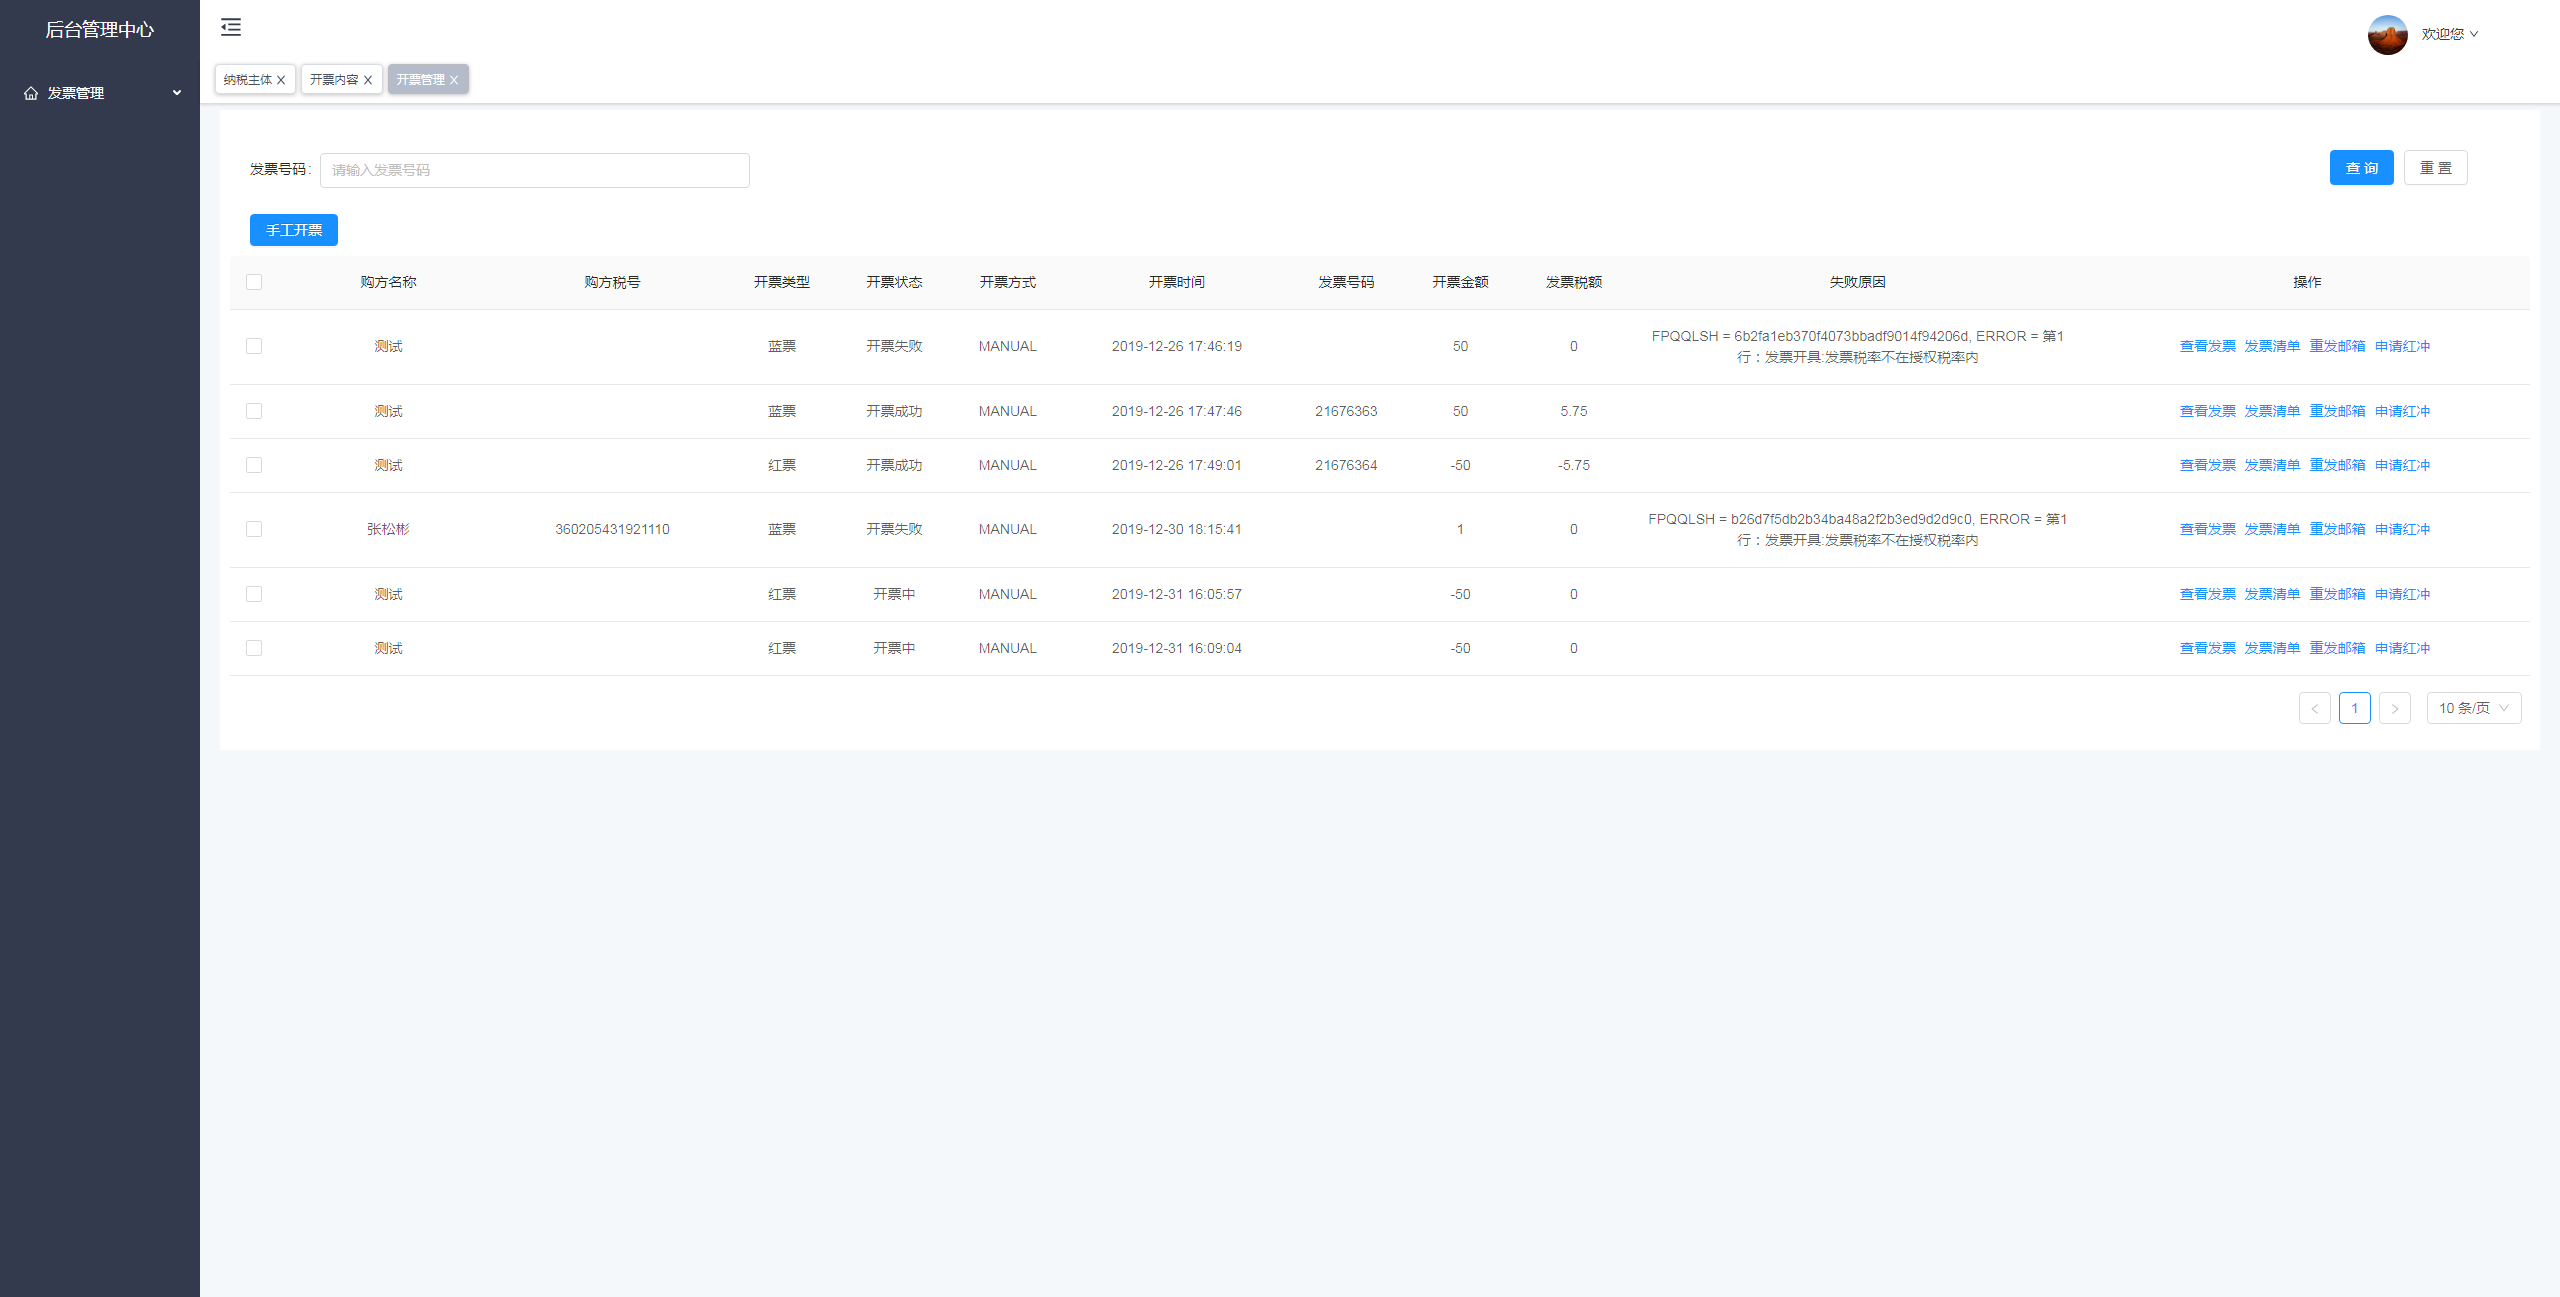 后台管理中心
欢迎您
发票管理
纳税主体 开票内容 开票管理
发票号码: 请输入发票号码 查 询 重 置
手工开票
购方名称 购方税号 开票类型 开票状态 开票方式 开票时间 发票号码 开票金额 发票税额 失败原因 操作
测试 蓝票 开票失败 MANUAL 2019-12-26 17:46:19 50 0 FPQQLSH = 6b2fa1eb370f4073bbadf9014f94206d, ERROR = 第1 查看发票 发票清单 重发邮箱 申请红冲
行：发票开具:发票税率不在授权税率内
测试 蓝票 开票成功 MANUAL 2019-12-26 17:47:46 21676363 50 5.75 查看发票 发票清单 重发邮箱 申请红冲
测试 红票 开票成功 MANUAL 2019-12-26 17:49:01 21676364 -50 -5.75 查看发票 发票清单 重发邮箱 申请红冲
张松彬 360205431921110 蓝票 开票失败 MANUAL 2019-12-30 18:15:41 1 0 FPQQLSH = b26d7f5db2b34ba48a2f2b3ed9d2d9c0, ERROR = 第1 查看发票 发票清单 重发邮箱 申请红冲
行：发票开具:发票税率不在授权税率内
测试 红票 开票中 MANUAL 2019-12-31 16:05:57 -50 0 查看发票 发票清单 重发邮箱 申请红冲
测试 红票 开票中 MANUAL 2019-12-31 16:09:04 -50 0 查看发票 发票清单 重发邮箱 申请红冲
1 10 条/页